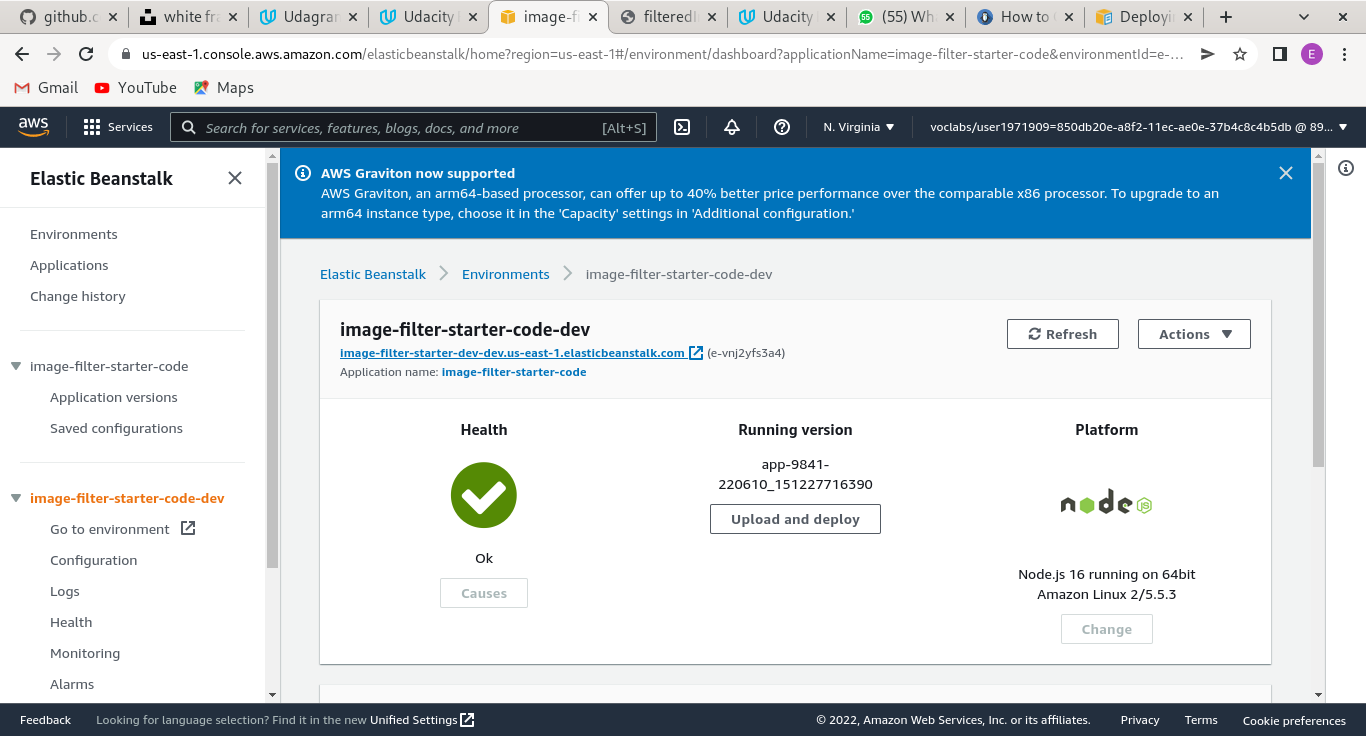 github.c
white fra
Udagran
Udacity
image-fi
filteredi
Udacity
(55) Wh
How to
Deployi
us-east-1.console.aws.amazon.com/elasticbeanstalk/home?region=us-east-1#/environment/dashboard?applicationName=image-filter-starter-code&environmentId=e-...
E
Gmail
YouTube
Maps
aws
Services
Search for services, features, blogs, docs, and more
[Alt+S]
N. Virginia
voclabs/user1971909=850db20e-a8f2-11ec-ae0e-37b4c8c4b5db @ 89...
Elastic Beanstalk
Environments
Applications
Change history
image-filter-starter-code
Application versions
Saved configurations
image-filter-starter-code-dev
Go to environment
Configuration
Logs
Health
Monitoring
Alarms
AWS Graviton now supported
AWS Graviton, an arm64-based processor, can offer up to 40% better price performance over the comparable x86 processor. To upgrade to an
arm64 instance type, choose it in the 'Capacity' settings in 'Additional configuration.'
Elastic Beanstalk
Environments
image-filter-starter-code-dev
image-filter-starter-code-dev
image-filter-starter-dev-dev.us-east-1.elasticbeanstalk.com (e-vnj2yfs3a4)
Application name: image-filter-starter-code
Refresh
Actions
Health
Ok
Causes
Running version
app-9841-
220610_151227716390
Upload and deploy
Platform
node
JS
Node.js 16 running on 64bit
Amazon Linux 2/5.5.3
Change
Feedback
Looking for language selection? Find it in the new Unified Settings
© 2022, Amazon Web Services, Inc. or its affiliates.
Privacy
Terms
Cookie preferences